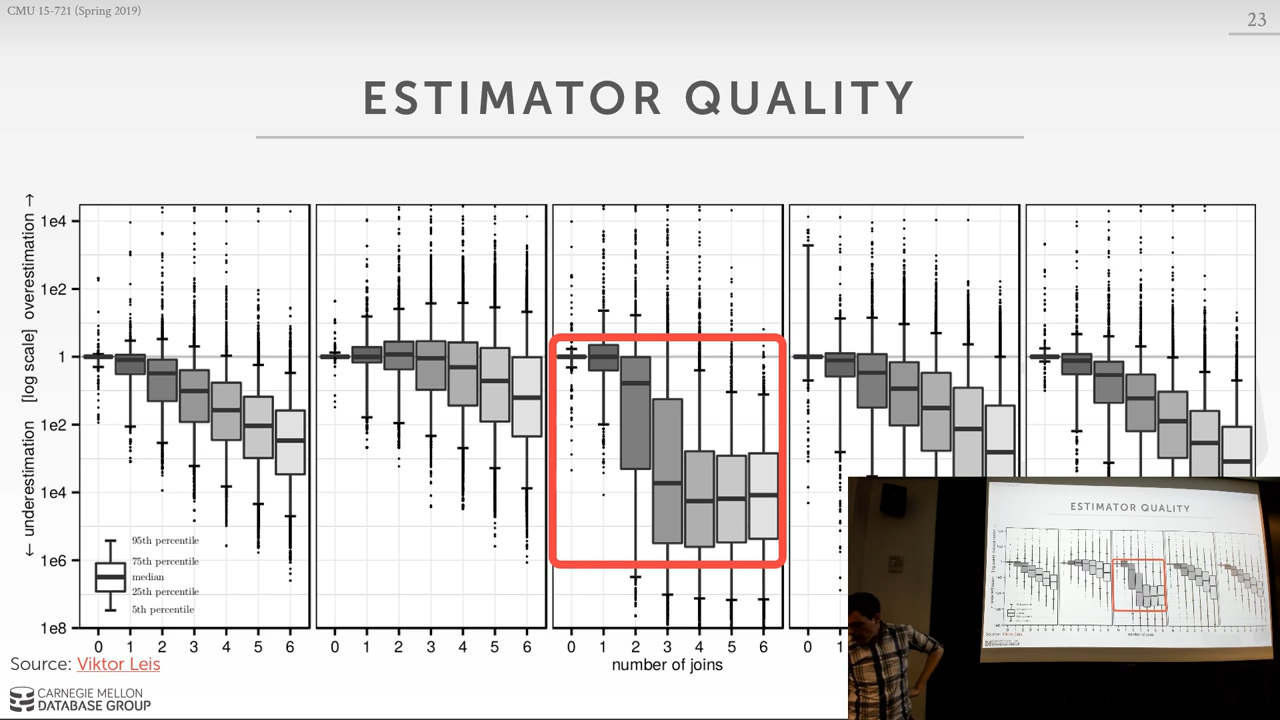 CMU 15-721 (Spring 2019)
23
ESTIMATOR QUALITY
← underestimation [log scale] overestimation →
1e4
1e2
1
1e2
1e4
1e6
1e8
95th percentile
75th percentile
median
25th percentile
5th percentile
0 1 2 3 4 5 6
0 1 2 3 4 5 6
0 1 2 3 4 5 6
0 1
number of joins
Source: Viktor Leis
CARNEGIE MELLON
DATABASE GROUP
ESTIMATOR QUALITY